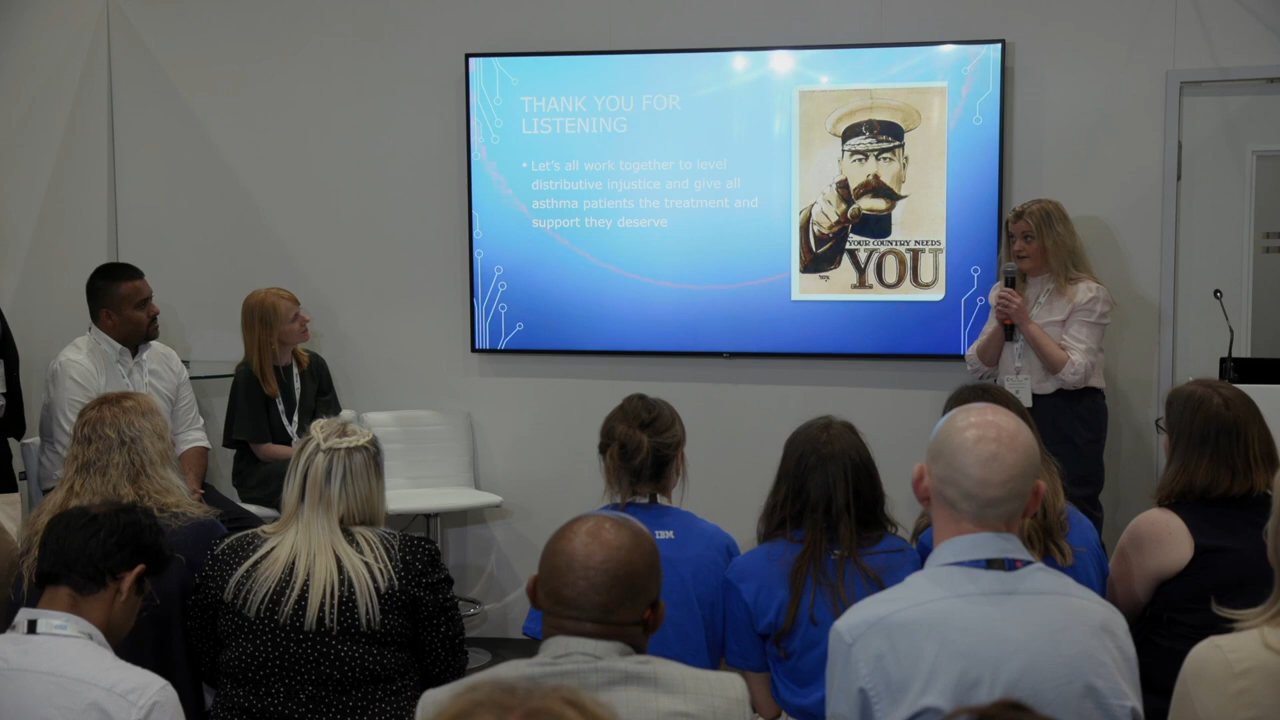 THANK YOU FOR
LISTENING
• Let's all work together to level
distributive injustice and give all
asthma patients the treatment and
support they deserve
"YOUR COUNTRY NEEDS
YOU
IBM